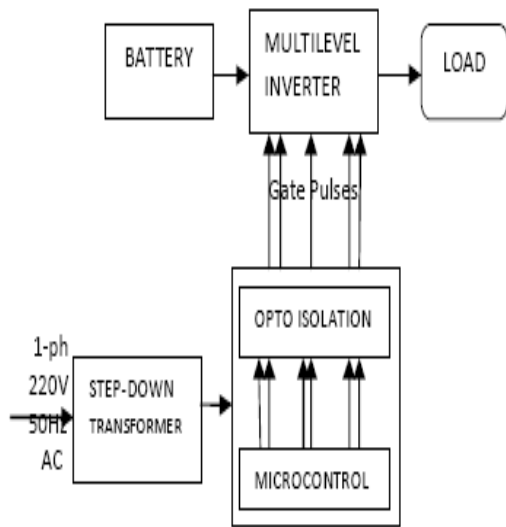 BATTERY
MULTILEVEL
INVERTER
LOAD
Gate Pulses
OPTO ISOLATION
1-ph
220V
50HZ
AC
STEP-DOWN
TRANSFORMER
MICROCONTROL